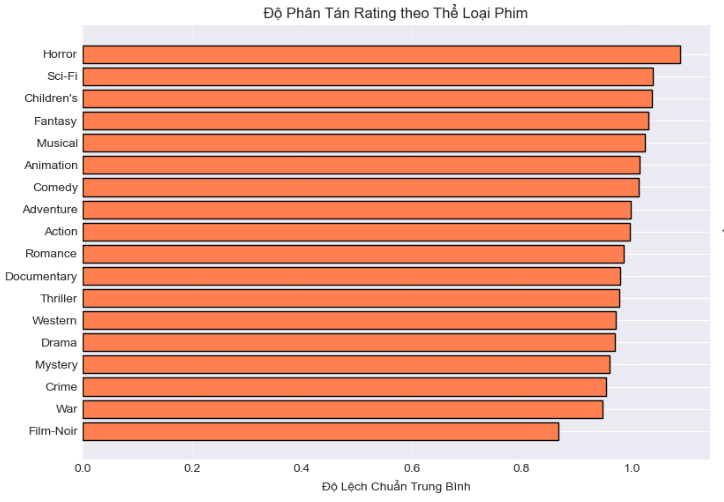 Độ Phân Tán Rating theo Thể Loại Phim
Horror
Sci-Fi
Children's
Fantasy
Musical
Animation
Comedy
Adventure
Action
Romance
Documentary
Thriller
Western
Drama
Mystery
Crime
War
Film-Noir
0.0 0.2 0.4 0.6 0.8 1.0
Độ Lệch Chuẩn Trung Bình